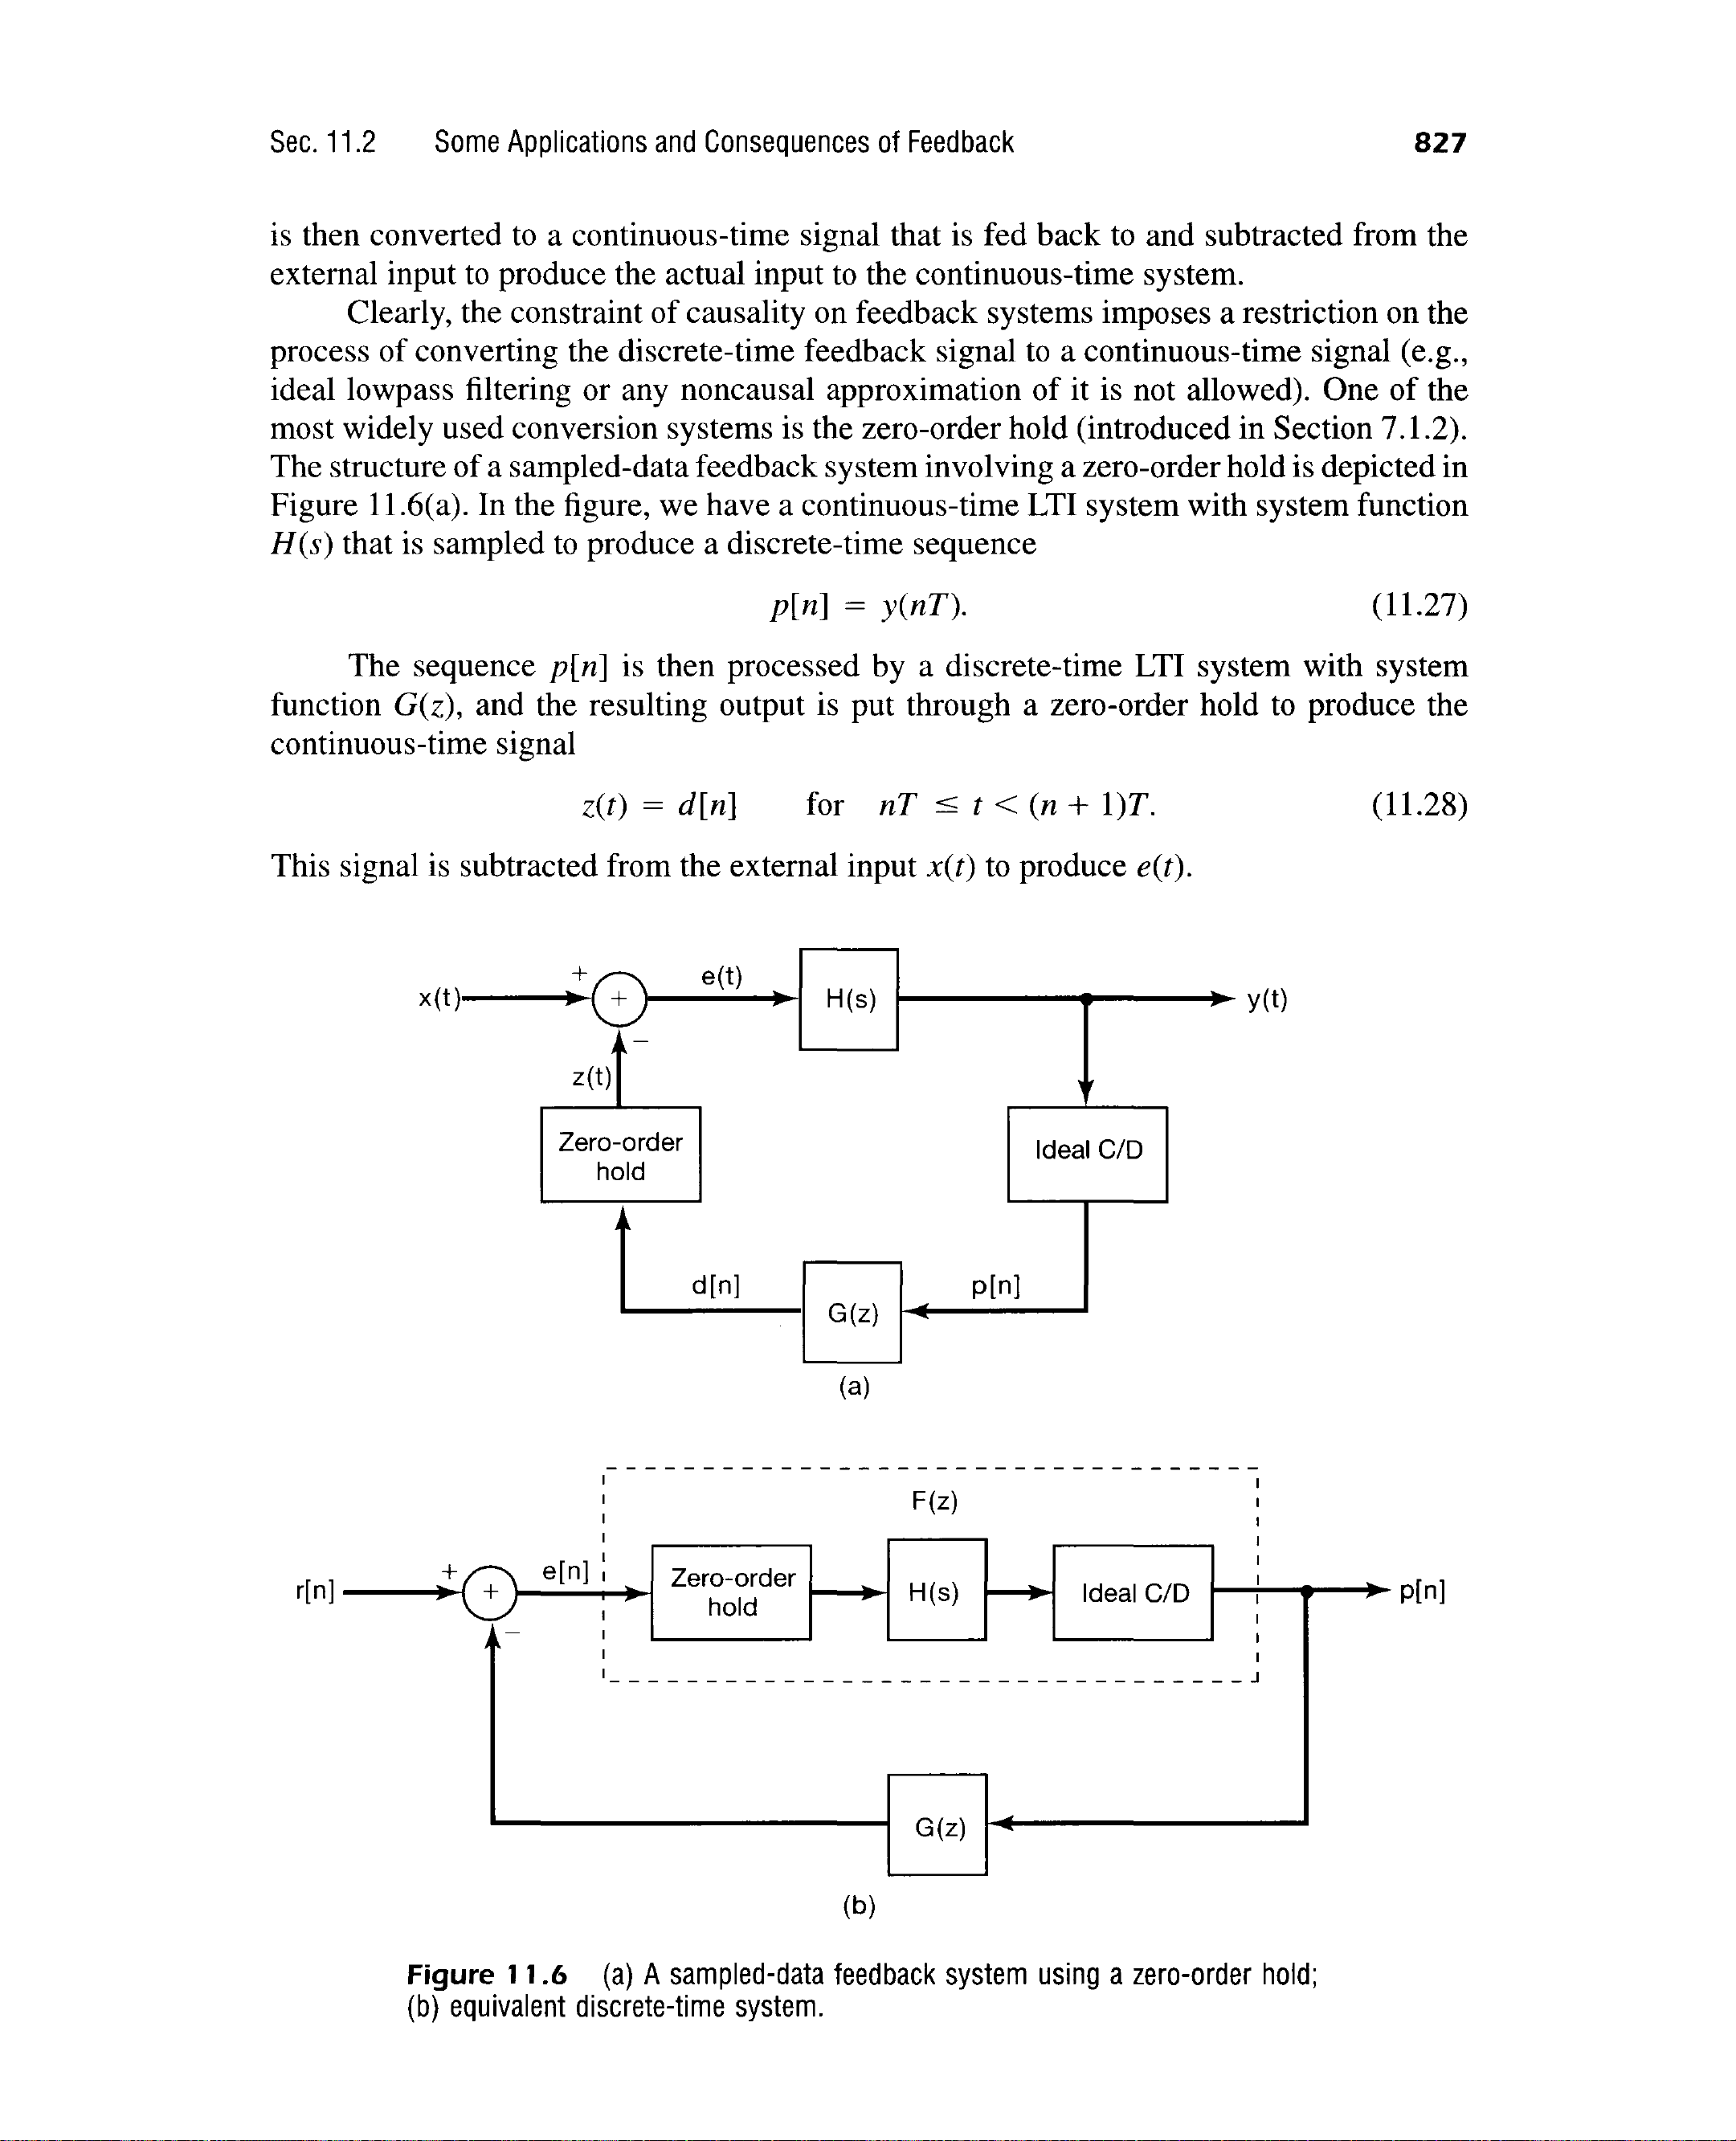 Sec. 11.2 Some Applications and Consequences of Feedback 827
is then converted to a continuous-time signal that is fed back to and subtracted from the
external input to produce the actual input to the continuous-time system.
Clearly, the constraint of causality on feedback systems imposes a restriction on the
process of converting the discrete-time feedback signal to a continuous-time signal (e.g.,
ideal lowpass filtering or any noncausal approximation of it is not allowed). One of the
most widely used conversion systems is the zero-order hold (introduced in Section 7.1.2).
The structure of a sampled-data feedback system involving a zero-order hold is depicted in
Figure 11.6(a). In the figure, we have a continuous-time LTI system with system function
H(s) that is sampled to produce a discrete-time sequence
p[n] = y(nT). (11.27)
The sequence p[n] is then processed by a discrete-time LTI system with system
function G(z), and the resulting output is put through a zero-order hold to produce the
continuous-time signal
z(t) = d[n] for nT ≤ t < (n + 1)T. (11.28)
This signal is subtracted from the external input x(t) to produce e(t).
x(t) + + e(t) H(s) y(t)
−
z(t)
Zero-order
hold
Ideal C/D
d[n] G(z) p[n]
(a)
F(z)
r[n] + + e[n] Zero-order
hold
H(s) Ideal C/D p[n]
−
G(z)
(b)
Figure 11.6 (a) A sampled-data feedback system using a zero-order hold;
(b) equivalent discrete-time system.